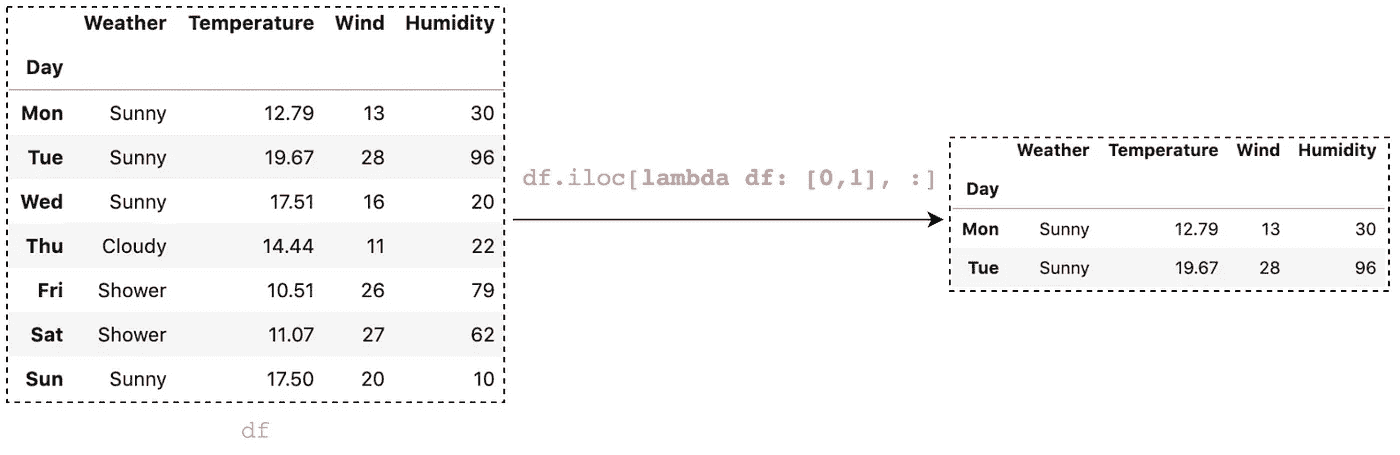 Weather Temperature Wind Humidity
Day
Mon Sunny 12.79 13 30
Tue Sunny 19.67 28 96
Wed Sunny 17.51 16 20
Thu Cloudy 14.44 11 22
Fri Shower 10.51 26 79
Sat Shower 11.07 27 62
Sun Sunny 17.50 20 10
df
df.iloc[lambda df: [0,1], :]
Weather Temperature Wind Humidity
Day
Mon Sunny 12.79 13 30
Tue Sunny 19.67 28 96